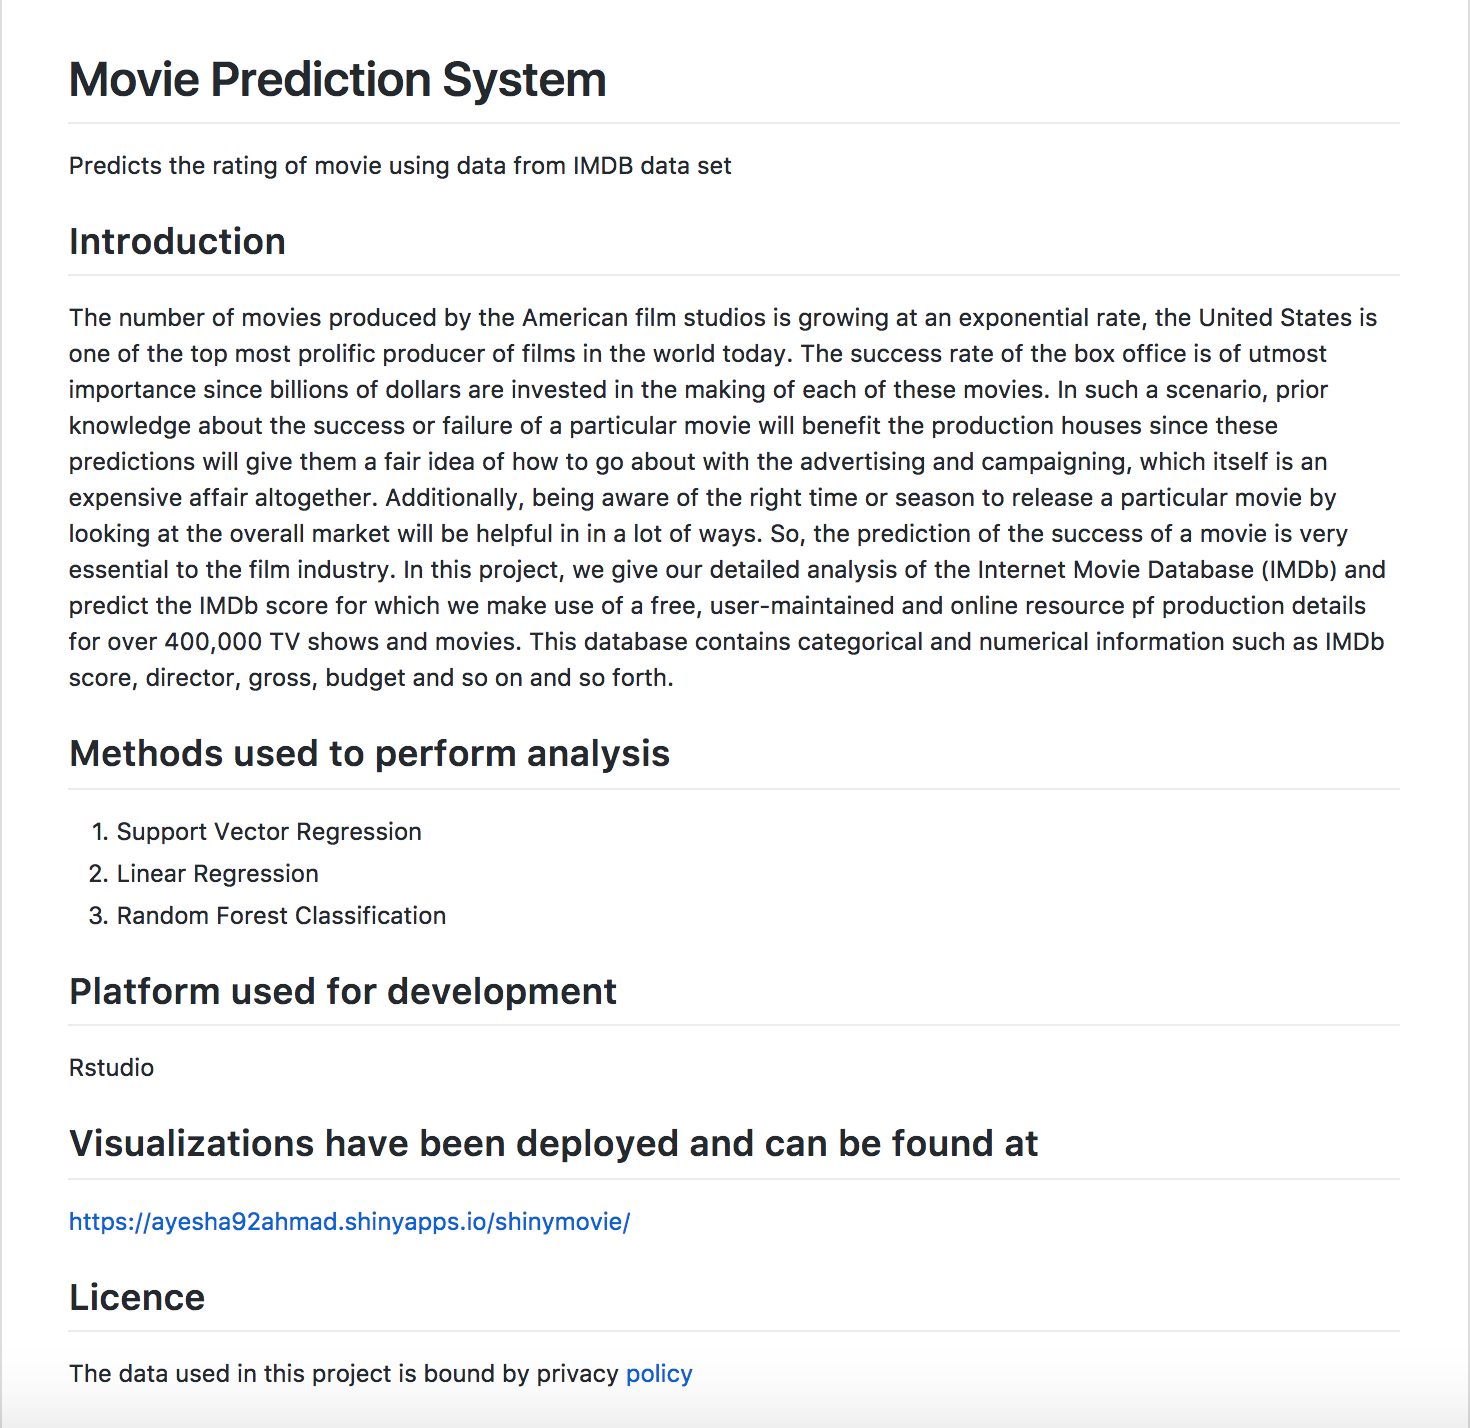 Movie Prediction System
Predicts the rating of movie using data from IMDB data set
Introduction
The number of movies produced by the American film studios is growing at an exponential rate, the United States is
one of the top most prolific producer of films in the world today. The success rate of the box office is of utmost
importance since billions of dollars are invested in the making of each of these movies. In such a scenario, prior
knowledge about the success or failure of a particular movie will benefit the production houses since these
predictions will give them a fair idea of how to go about with the advertising and campaigning, which itself is an
expensive affair altogether. Additionally, being aware of the right time or season to release a particular movie by
looking at the overall market will be helpful in in a lot of ways. So, the prediction of the success of a movie is very
essential to the film industry. In this project, we give our detailed analysis of the Internet Movie Database (IMDb) and
predict the IMDb score for which we make use of a free, user-maintained and online resource pf production details
for over 400,000 TV shows and movies. This database contains categorical and numerical information such as IMDb
score, director, gross, budget and so on and so forth.
Methods used to perform analysis
1. Support Vector Regression
2. Linear Regression
3. Random Forest Classification
Platform used for development
Rstudio
Visualizations have been deployed and can be found at
https://ayesha92ahmad.shinyapps.io/shinymovie/
Licence
The data used in this project is bound by privacy policy